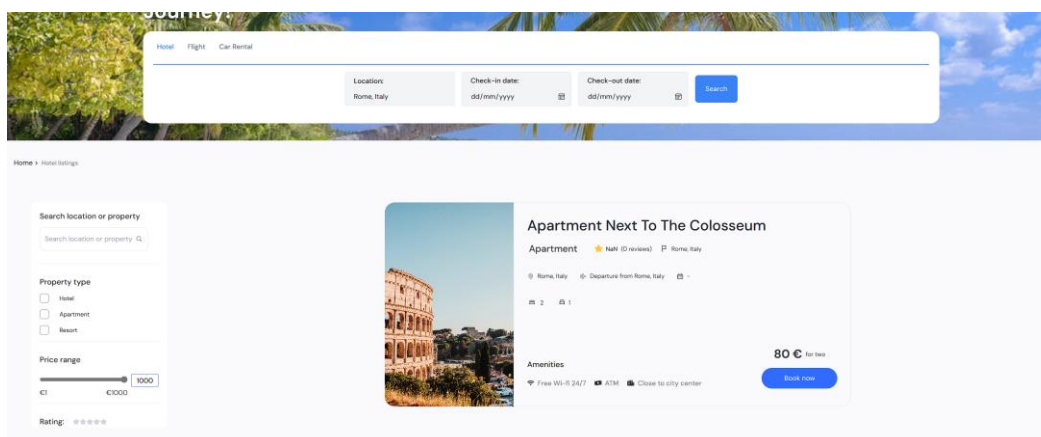 Journey!
Hotel Flight Car Rental
Location: Check-in date: Check-out date:
Rome, Italy dd/mm/yyyy dd/mm/yyyy Search
Home > Hotel listings
Search location or property
Search location or property
Property type
Hotel
Apartment
Resort
Price range
1000
€1 €1000
Rating:
Apartment Next To The Colosseum
Apartment NaN (0 reviews) Rome, Italy
Rome, Italy Departure from Rome, Italy -
2 1
80 € for two
Amenities
Free Wi-fi 24/7 ATM Close to city center
Book now